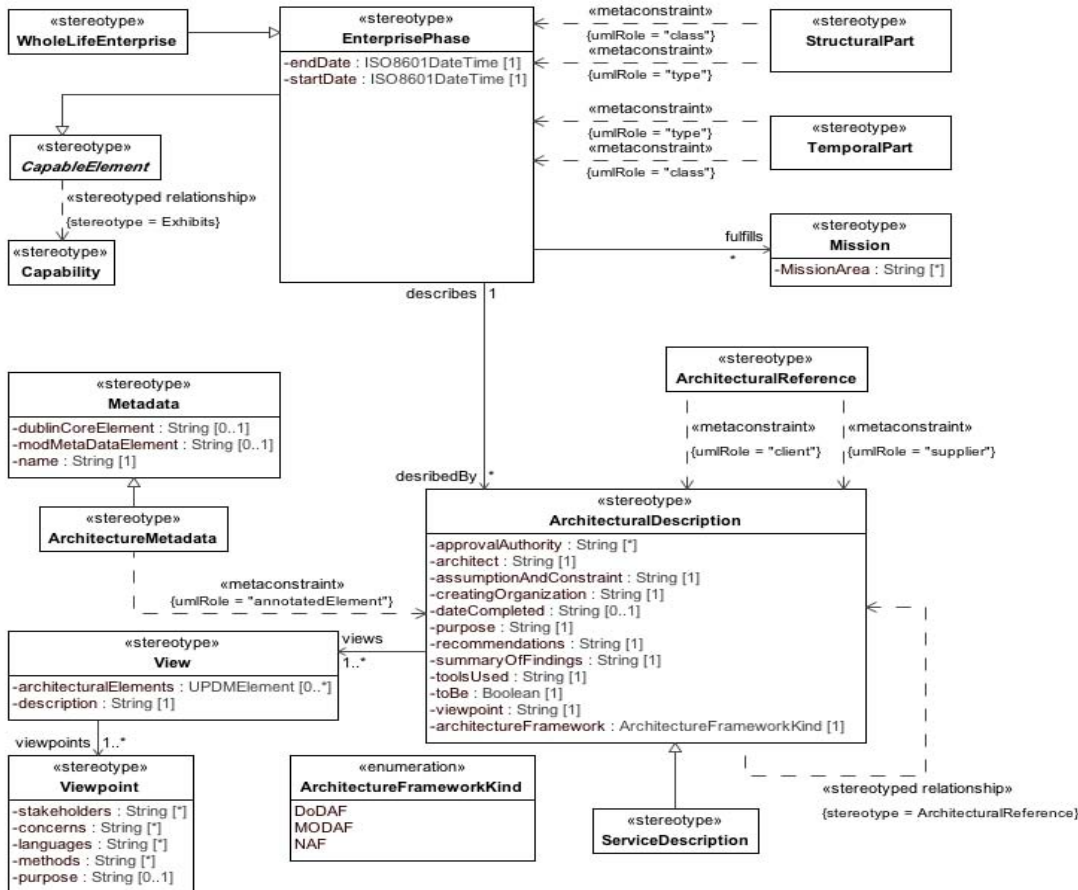 «stereotype»
WholeLifeEnterprise
«stereotype»
EnterprisePhase
-endDate : ISO8601DateTime [1]
-startDate : ISO8601DateTime [1]
«metaconstraint»
{umlRole = "class"}
«metaconstraint»
{umlRole = "type"}
«stereotype»
StructuralPart
«metaconstraint»
{umlRole = "type"}
«metaconstraint»
{umlRole = "class"}
«stereotype»
TemporalPart
«stereotype»
CapableElement
«stereotyped relationship»
{stereotype = Exhibits}
«stereotype»
Capability
fulfills
*
«stereotype»
Mission
-MissionArea : String [*]
describes 1
«stereotype»
ArchitecturalReference
«metaconstraint»
{umlRole = "client"}
«metaconstraint»
{umlRole = "supplier"}
«stereotype»
Metadata
-dublinCoreElement : String [0..1]
-modMetaDataElement : String [0..1]
-name : String [1]
«stereotype»
ArchitectureMetadata
«metaconstraint»
{umlRole = "annotatedElement"}
desribedBy *
«stereotype»
ArchitecturalDescription
-approvalAuthority : String [*]
-architect : String [1]
-assumptionAndConstraint : String [1]
-creatingOrganization : String [1]
-dateCompleted : String [0..1]
-purpose : String [1]
-recommendations : String [1]
-summaryOfFindings : String [1]
-toolsUsed : String [1]
-toBe : Boolean [1]
-viewpoint : String [1]
-architectureFramework : ArchitectureFrameworkKind [1]
views
1..*
«stereotype»
View
-architecturalElements : UPDMElement [0..*]
-description : String [1]
viewpoints 1..*
«stereotype»
Viewpoint
-stakeholders : String [*]
-concerns : String [*]
-languages : String [*]
-methods : String [*]
-purpose : String [0..1]
«enumeration»
ArchitectureFrameworkKind
DoDAF
MODAF
NAF
«stereotype»
ServiceDescription
«stereotyped relationship»
{stereotype = ArchitecturalReference}